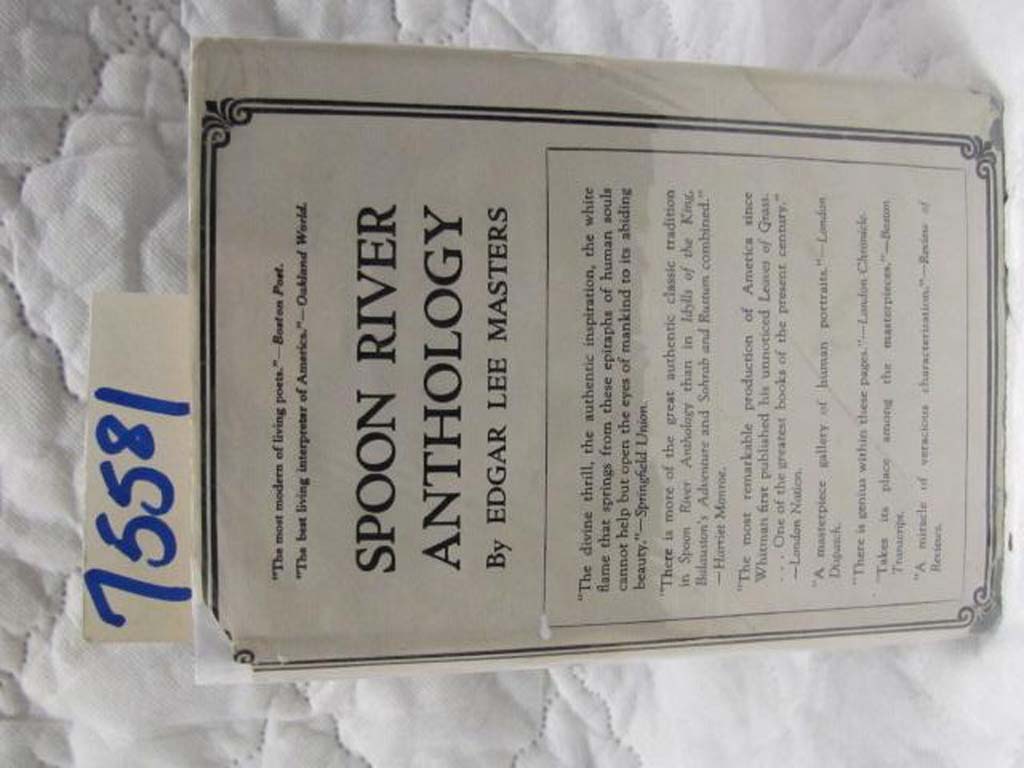 75581
"The most modern of living poets."—Boston Post.
"The best living interpreter of America."—Oakland World.
SPOON RIVER
ANTHOLOGY
By EDGAR LEE MASTERS
"The divine thrill, the authentic inspiration, the white
flame that springs from these epitaphs of human souls
cannot help but open the eyes of mankind to its abiding
beauty."—Springfield Union.
"There is more of the great authentic classic tradition
in Spoon River Anthology than in Idylls of the King,
Balaustion's Adventure and Sohrab and Rustum combined."
—Harriet Monroe.
"The most remarkable production of America since
Whitman first published his unnoticed Leaves of Grass.
. . . One of the greatest books of the present century."
—London Nation.
"A masterpiece gallery of human portraits."—London
Dispatch.
"There is genius within these pages."—London Chronicle.
"Takes its place among the masterpieces."—Boston
Transcript.
"A miracle of veracious characterization."—Review of
Reviews.